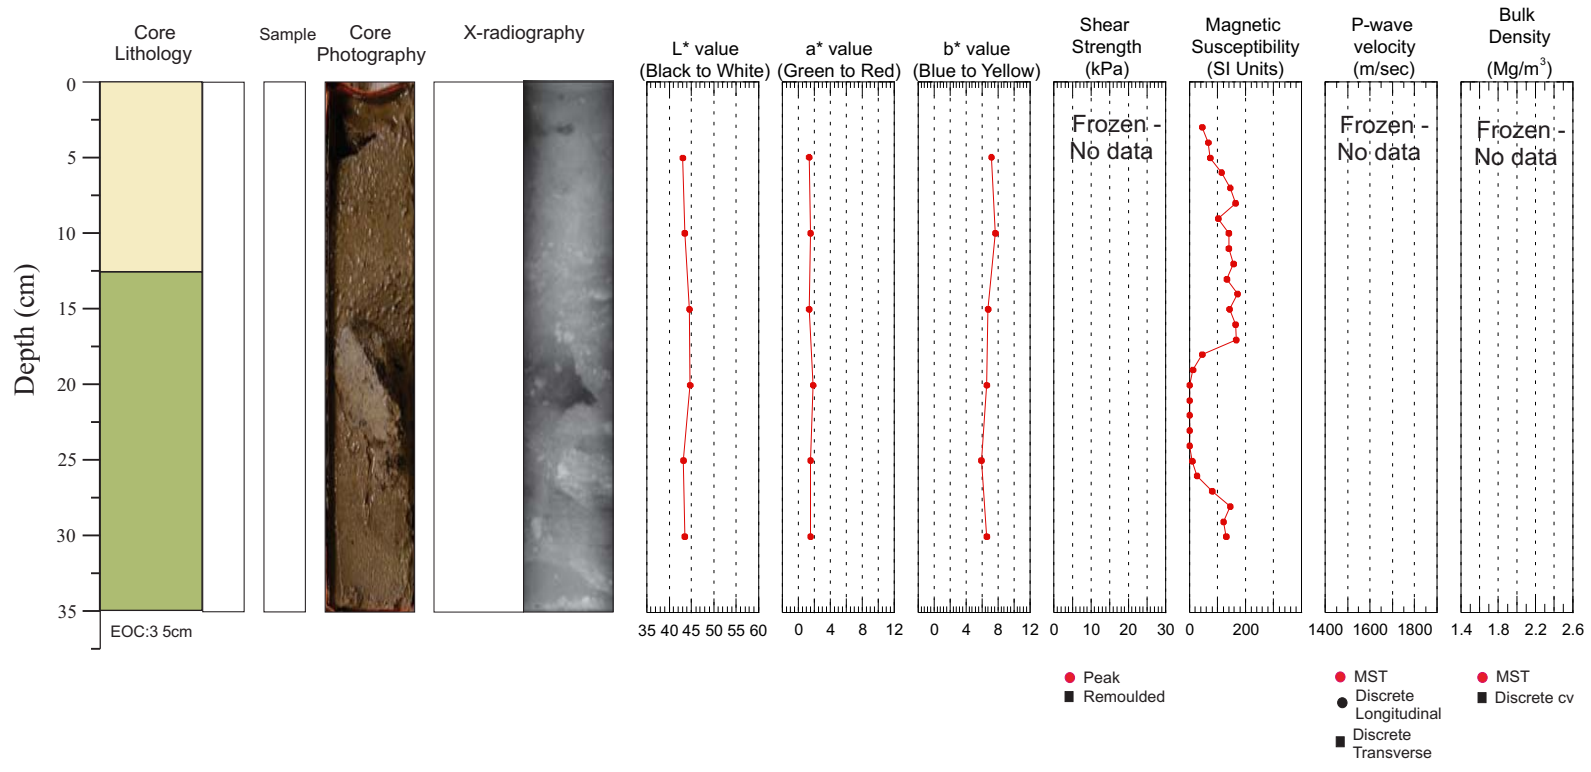 Core
Lithology
Sample
Core
Photography
X-radiography
L* value
(Black to White)
a* value
(Green to Red)
b* value
(Blue to Yellow)
Shear
Strength
(kPa)
Magnetic
Susceptibility
(SI Units)
P-wave
velocity
(m/sec)
Bulk
Density
(Mg/m³)
Depth (cm)
0
5
10
15
20
25
30
35
EOC:3 5cm
Frozen -
No data
Frozen -
No data
Frozen -
No data
35 40 45 50 55 60
0 4 8 12
0 4 8 12
0 10 20 30
0 200
1400 1600 1800
1.4 1.8 2.2 2.6
Peak
Remoulded
MST
Discrete
Longitudinal
Discrete
Transverse
MST
Discrete cv